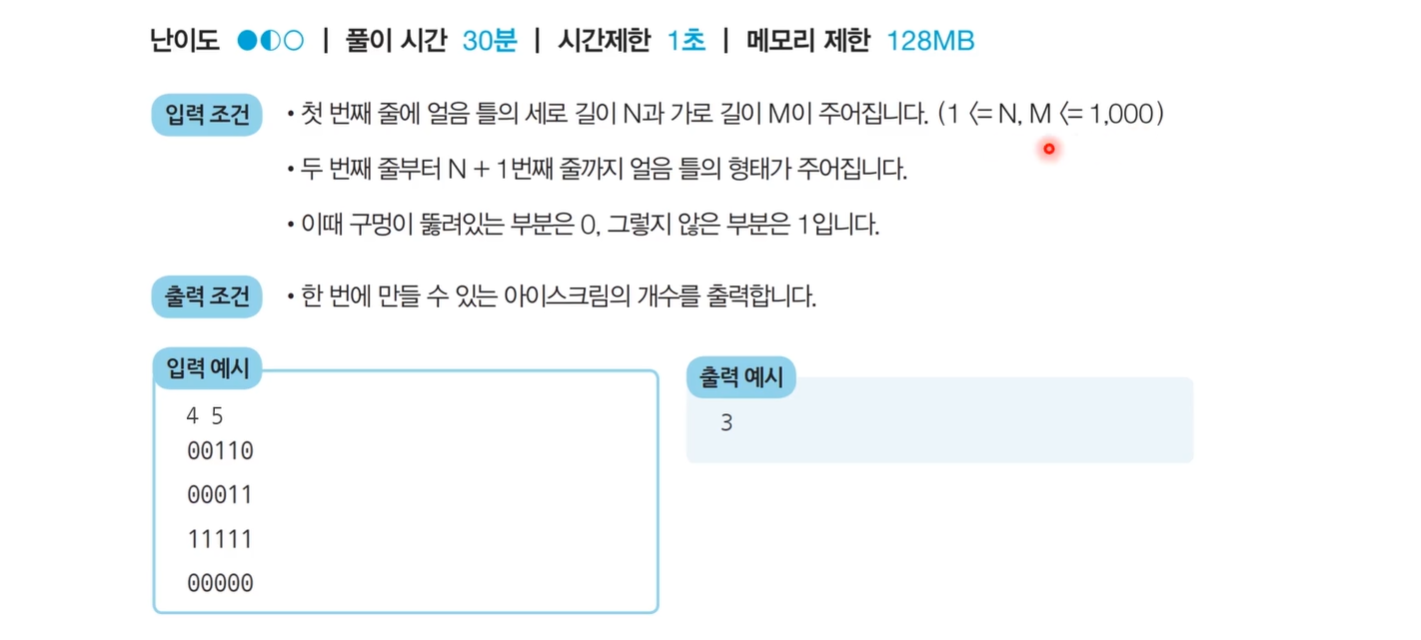 난이도 | 풀이 시간 30분 | 시간제한 1초 | 메모리 제한 128MB
입력 조건 • 첫 번째 줄에 얼음 틀의 세로 길이 N과 가로 길이 M이 주어집니다. (1 <= N, M <= 1,000)
• 두 번째 줄부터 N + 1번째 줄까지 얼음 틀의 형태가 주어집니다.
• 이때 구멍이 뚫려있는 부분은 0, 그렇지 않은 부분은 1입니다.
출력 조건 • 한 번에 만들 수 있는 아이스크림의 개수를 출력합니다.
입력 예시
4 5
00110
00011
11111
00000
출력 예시
3